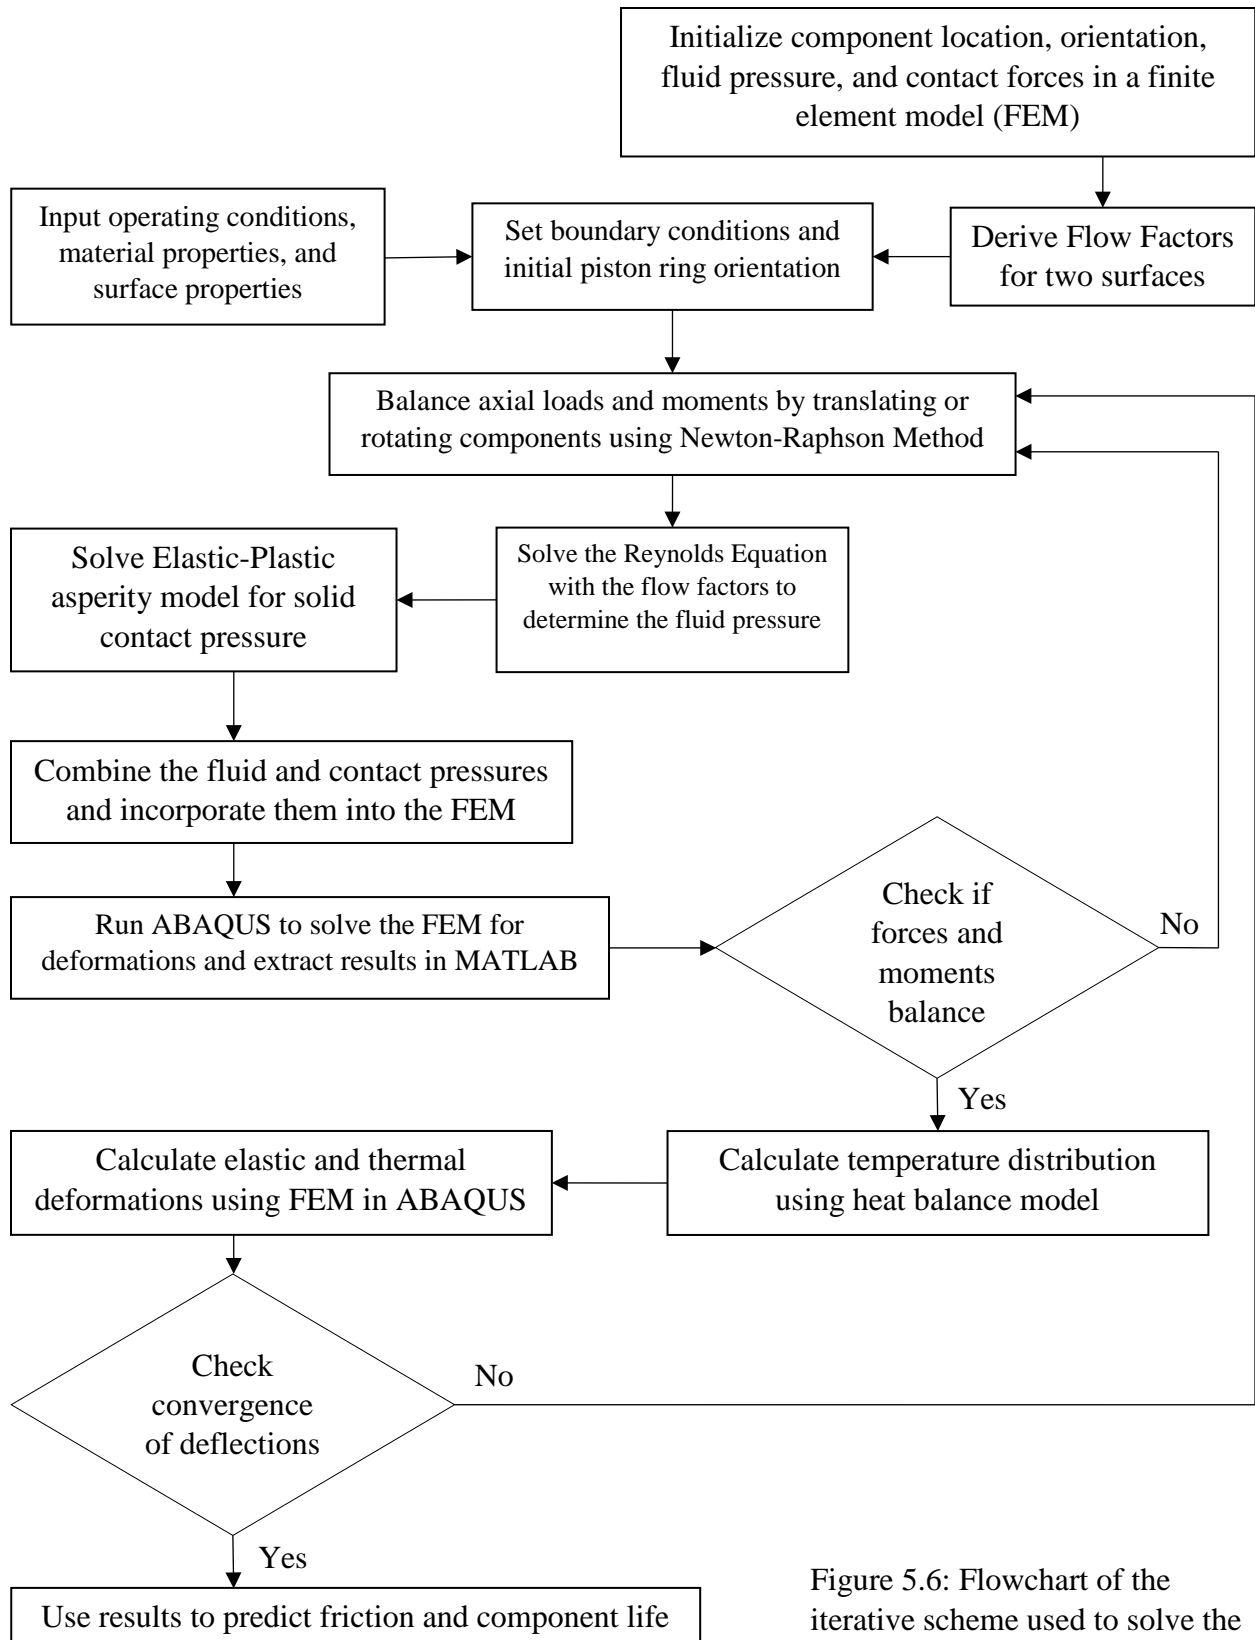 Initialize component location, orientation,
fluid pressure, and contact forces in a finite
element model (FEM)
Input operating conditions,
material properties, and
surface properties
Set boundary conditions and
initial piston ring orientation
Derive Flow Factors
for two surfaces
Balance axial loads and moments by translating or
rotating components using Newton-Raphson Method
Solve Elastic-Plastic
asperity model for solid
contact pressure
Solve the Reynolds Equation
with the flow factors to
determine the fluid pressure
Combine the fluid and contact pressures
and incorporate them into the FEM
Run ABAQUS to solve the FEM for
deformations and extract results in MATLAB
Check if
forces and
moments
balance
No
Yes
Calculate elastic and thermal
deformations using FEM in ABAQUS
Calculate temperature distribution
using heat balance model
Check
convergence
of deflections
No
Yes
Use results to predict friction and component life
Figure 5.6: Flowchart of the
iterative scheme used to solve the